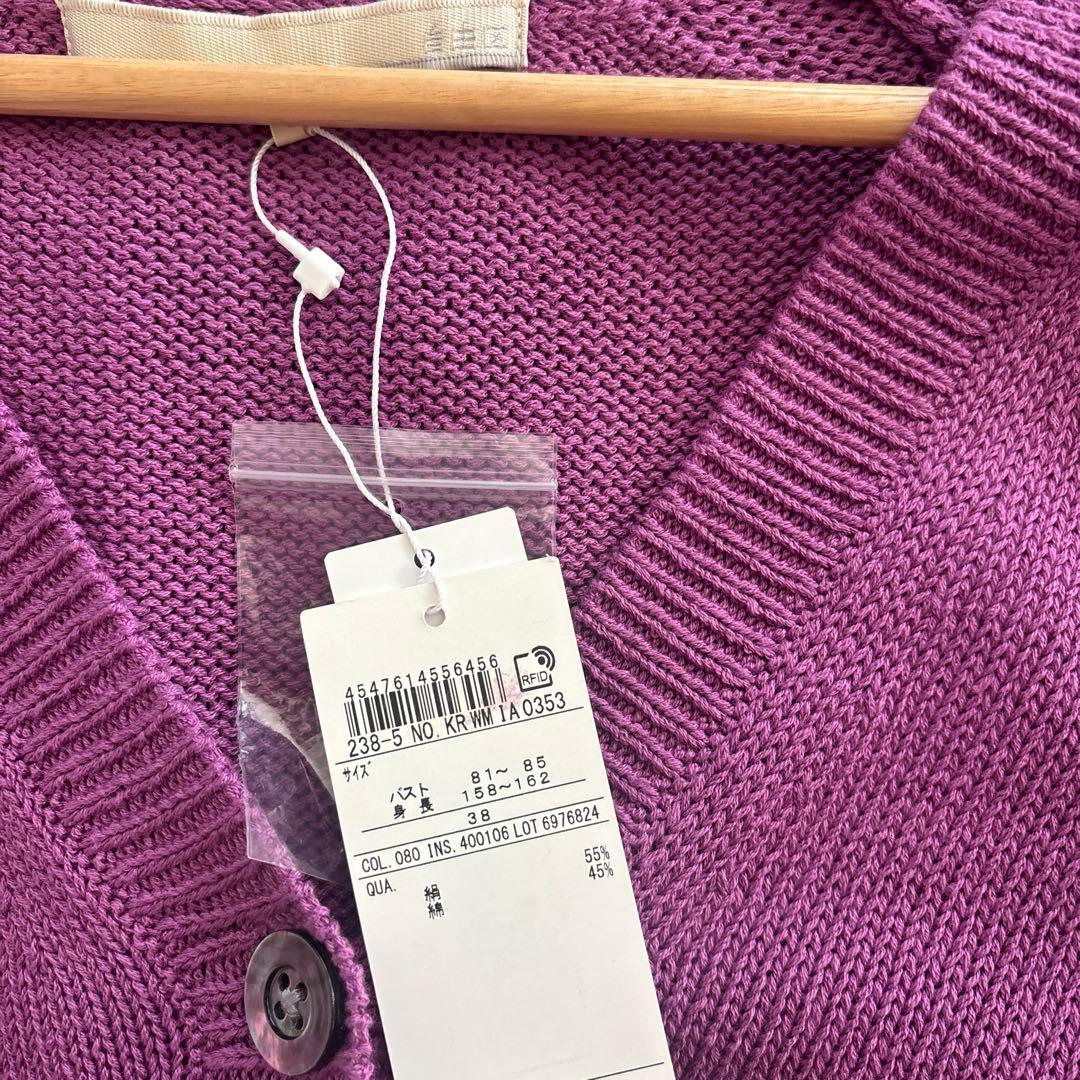 4547614556456
RFID
238-5 NO. KRWMIA0353
サイズ
バスト 81～ 85
身長 158～162
38
COL. 080 INS. 400106 LOT 6976824
QUA.
絹 55%
綿 45%